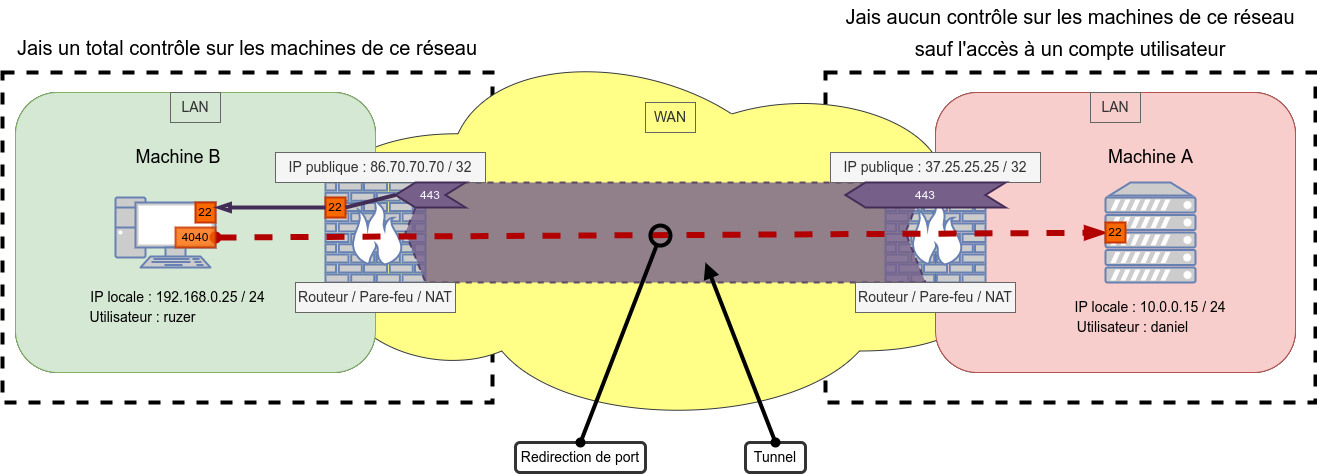 Jais un total contrôle sur les machines de ce réseau
Jais aucun contrôle sur les machines de ce réseau
sauf l'accès à un compte utilisateur
LAN
WAN
LAN
Machine B
IP publique : 86.70.70.70 / 32
IP publique : 37.25.25.25 / 32
Machine A
22
22
443
443
4040
22
IP locale : 192.168.0.25 / 24
Utilisateur : ruzer
Routeur / Pare-feu / NAT
Routeur / Pare-feu / NAT
IP locale : 10.0.0.15 / 24
Utilisateur : daniel
Redirection de port
Tunnel